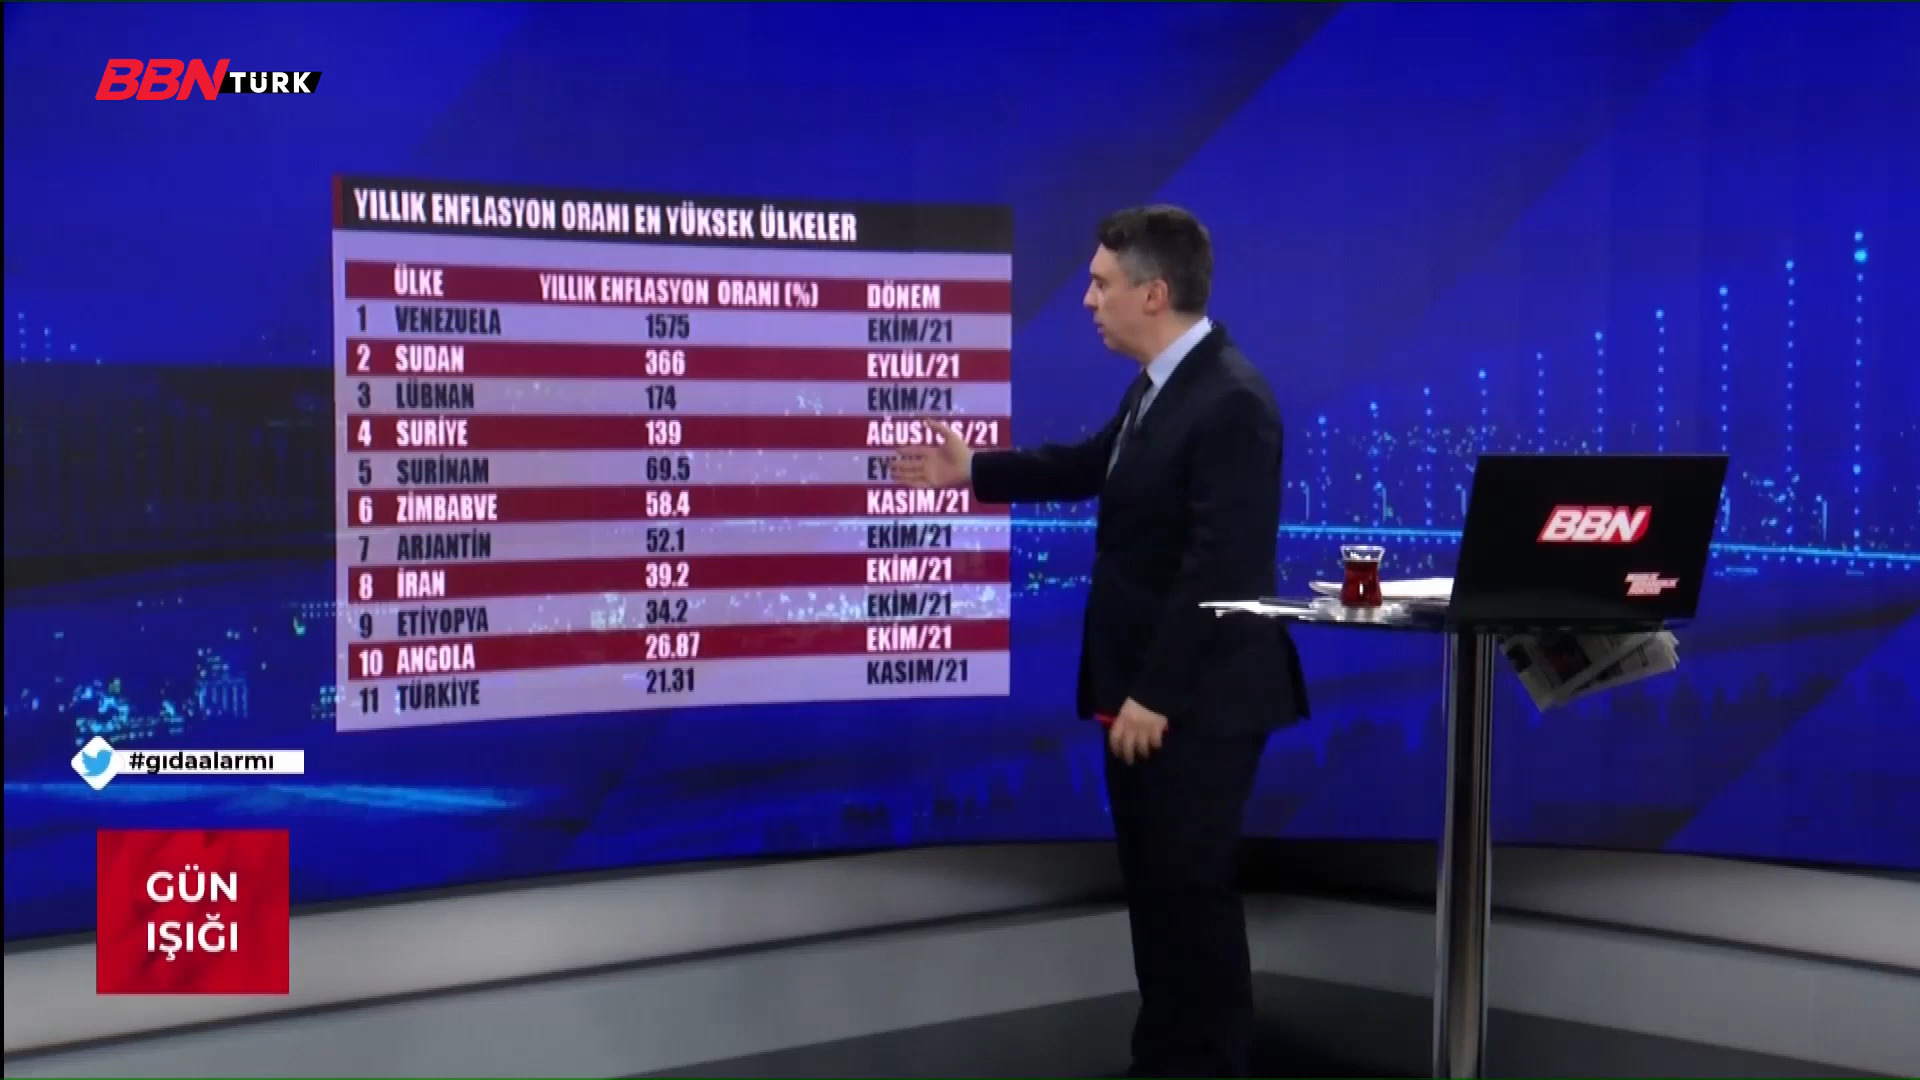 BBN TÜRK
YILLIK ENFLASYON ORANI EN YÜKSEK ÜLKELER
ÜLKE YILLIK ENFLASYON ORANI (%) DÖNEM
1 VENEZUELA 1575 EKİM/21
2 SUDAN 366 EYLÜL/21
3 LÜBNAN 174 EKİM/21
4 SURİYE 139 AĞUSTOS/21
5 SURİNAM 69.5
6 ZİMBABVE 58.4 KASIM/21
7 ARJANTİN 52.1 EKİM/21
8 İRAN 39.2 EKİM/21
9 ETİYOPYA 34.2 EKİM/21
10 ANGOLA 26.87 EKİM/21
11 TÜRKİYE 21.31 KASIM/21
BBN
#gıdaalarmı
GÜN
IŞIĞI